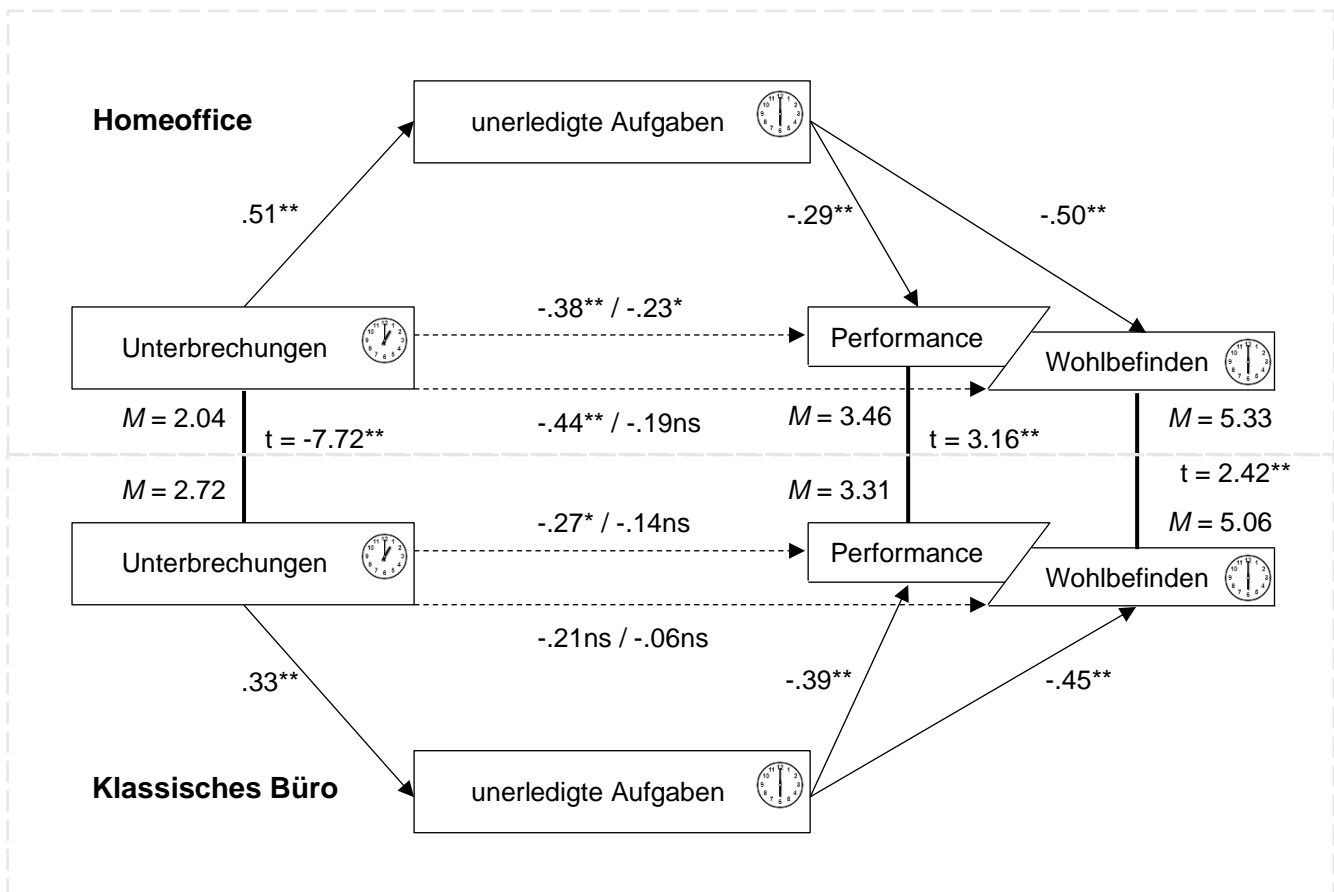 Homeoffice
unerledigte Aufgaben
.51**
-.29**
-.50**
-.38** / -.23*
Unterbrechungen
Performance
Wohlbefinden
M = 2.04
t = -7.72**
-.44** / -.19ns
M = 3.46
t = 3.16**
M = 5.33
M = 2.72
M = 3.31
t = 2.42**
M = 5.06
-.27* / -.14ns
Unterbrechungen
Performance
Wohlbefinden
-.21ns / -.06ns
.33**
-.39**
-.45**
Klassisches Büro
unerledigte Aufgaben